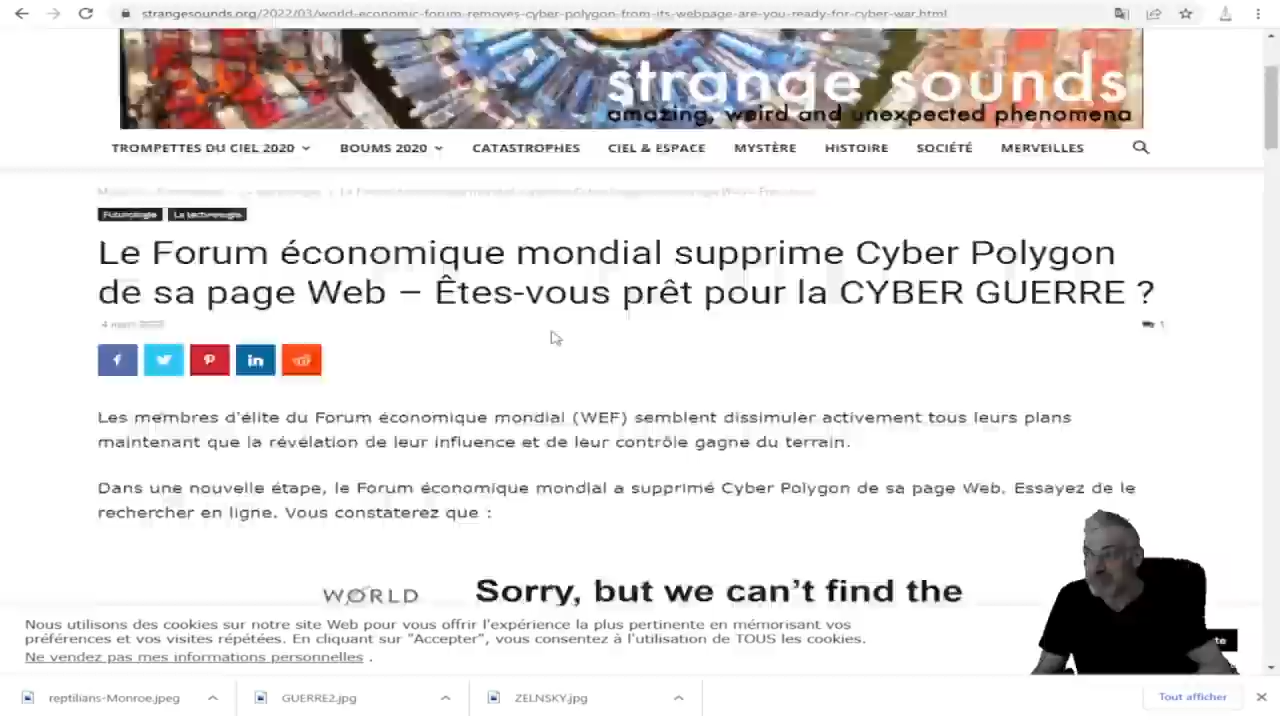 strangesounds.org/2022/03/world-economic-forum-removes-cyber-polygon-from-its-webpage-are-you-ready-for-cyber-war.html
strange sounds
amazing, weird and unexpected phenomena
TROMPETTES DU CIEL 2020 BOUMS 2020 CATASTROPHES CIEL & ESPACE MYSTÈRE HISTOIRE SOCIÉTÉ MERVEILLES
Futurologie La technologie
Le Forum économique mondial supprime Cyber Polygon
de sa page Web – Êtes-vous prêt pour la CYBER GUERRE ?
4 mars 2022 1
Les membres d'élite du Forum économique mondial (WEF) semblent dissimuler activement tous leurs plans
maintenant que la révélation de leur influence et de leur contrôle gagne du terrain.
Dans une nouvelle étape, le Forum économique mondial a supprimé Cyber Polygon de sa page Web. Essayez de le
rechercher en ligne. Vous constaterez que :
WORLD Sorry, but we can't find the
Nous utilisons des cookies sur notre site Web pour vous offrir l'expérience la plus pertinente en mémorisant vos
préférences et vos visites répétées. En cliquant sur "Accepter", vous consentez à l'utilisation de TOUS les cookies.
Ne vendez pas mes informations personnelles .
reptilians-Monroe.jpeg GUERRE2.jpg ZELNSKY.jpg Tout afficher